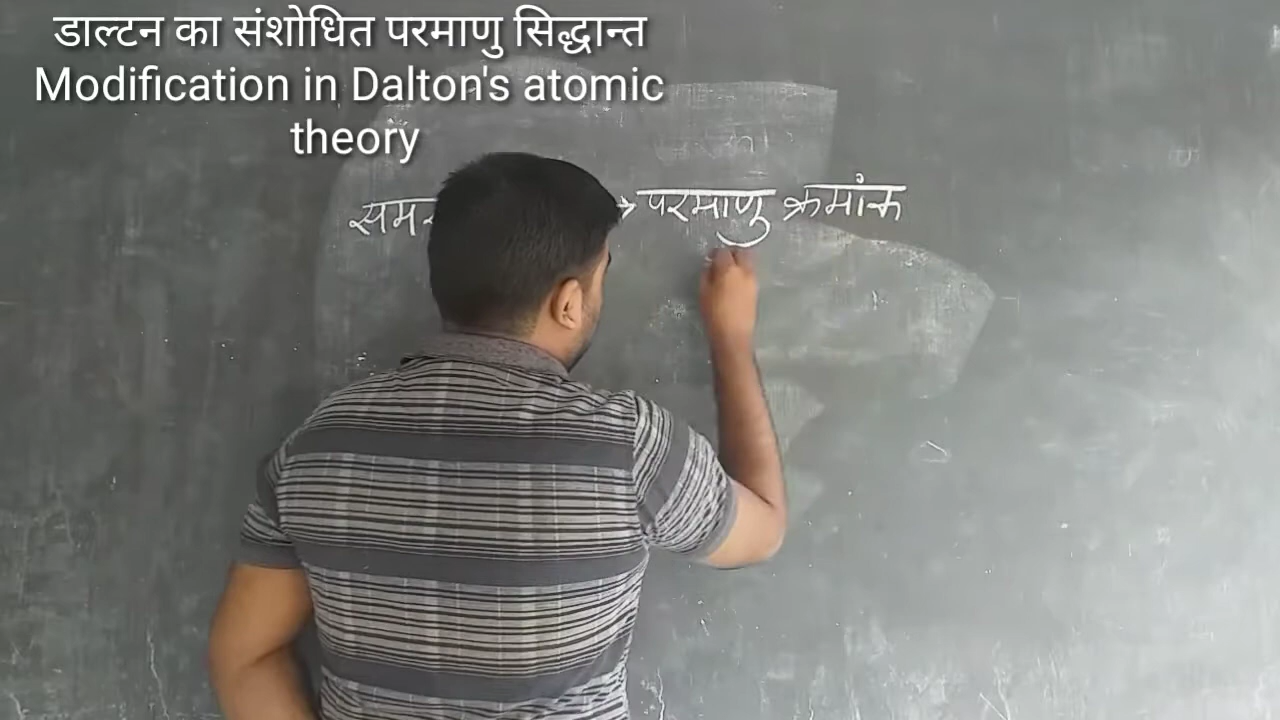 डाल्टन का संशोधित परमाणु सिद्धान्त
Modification in Dalton's atomic
theory
→ परमाणु क्रमांक